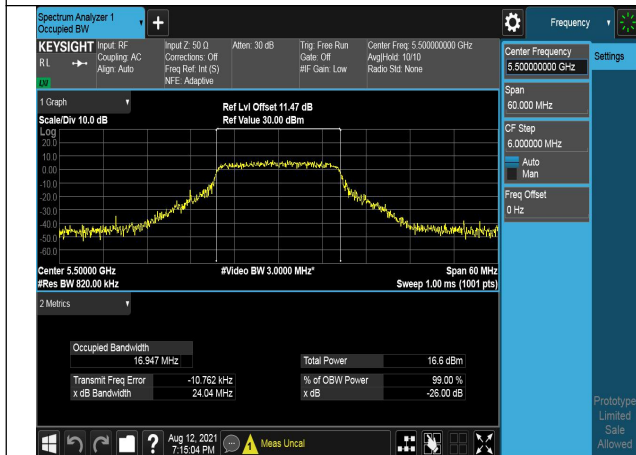 Spectrum Analyzer 1
Occupied BW
Frequency
KEYSIGHT
R L
LXI
Input: RF
Coupling: AC
Align: Auto
Input Z: 50 Ω
Corrections: Off
Freq Ref: Int (S)
NFE: Adaptive
Atten: 30 dB
Trig: Free Run
Gate: Off
#IF Gain: Low
Center Freq: 5.500000000 GHz
Avg|Hold: 10/10
Radio Std: None
Center Frequency
5.500000000 GHz
Settings
Span
60.000 MHz
CF Step
6.000000 MHz
Auto
Man
Freq Offset
0 Hz
1 Graph
Scale/Div 10.0 dB
Ref Lvl Offset 11.47 dB
Ref Value 30.00 dBm
Log
20.0
10.0
0.00
-10.0
-20.0
-30.0
-40.0
-50.0
-60.0
Center 5.50000 GHz
#Res BW 820.00 kHz
#Video BW 3.0000 MHz*
Span 60 MHz
Sweep 1.00 ms (1001 pts)
2 Metrics
Occupied Bandwidth
16.947 MHz
Total Power 16.6 dBm
Transmit Freq Error -10.762 kHz
% of OBW Power 99.00 %
x dB Bandwidth 24.04 MHz
x dB -26.00 dB
Prototype
Limited
Sale
Allowed
?
Aug 12, 2021
7:15:04 PM
Meas Uncal